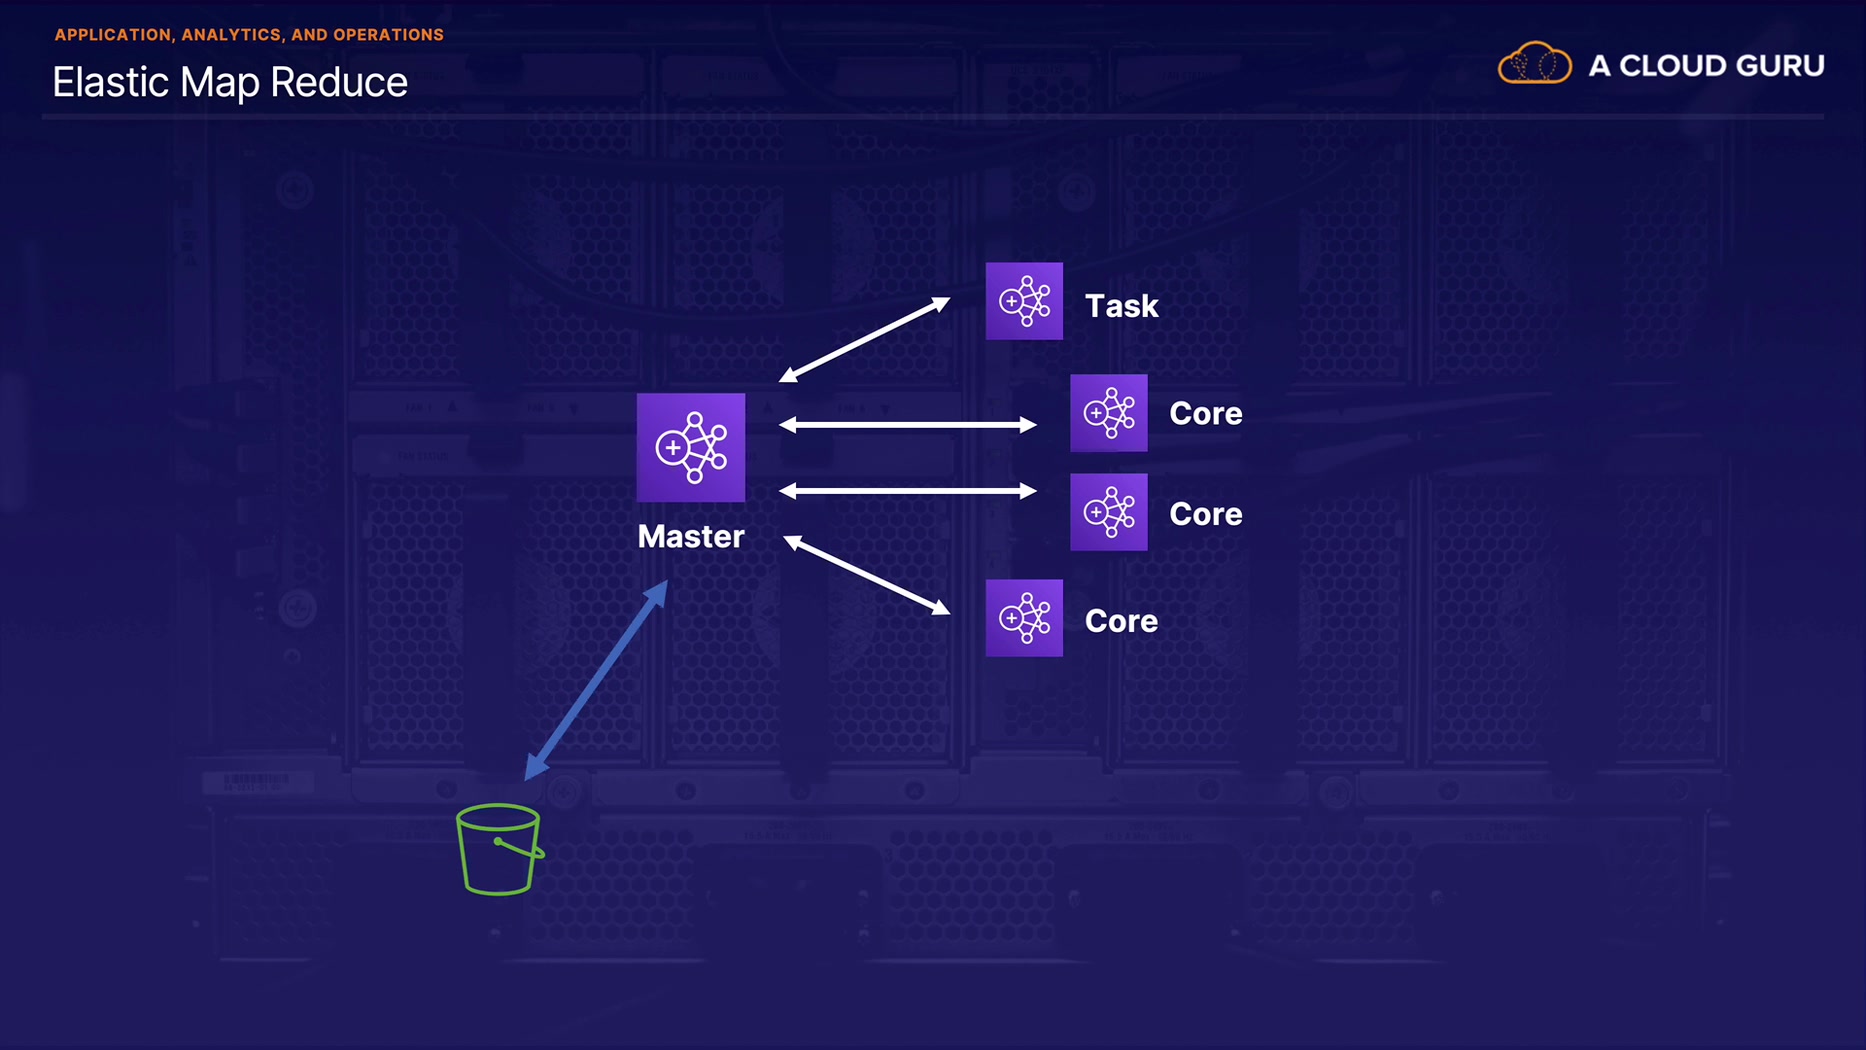 APPLICATION, ANALYTICS, AND OPERATIONS
Elastic Map Reduce
A CLOUD GURU
Task
Core
Core
Master
Core